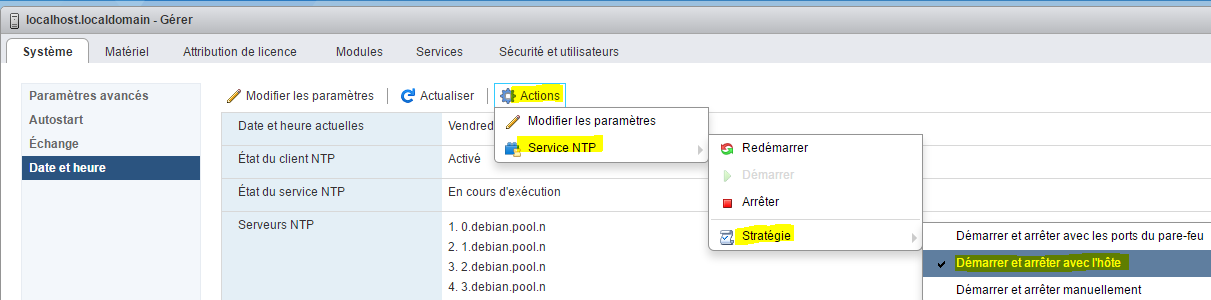 localhost.localdomain - Gérer
Système Matériel Attribution de licence Modules Services Sécurité et utilisateurs
Paramètres avancés
Autostart
Échange
Date et heure
Modifier les paramètres Actualiser Actions
Date et heure actuelles Vendred
État du client NTP Activé
État du service NTP En cours d'exécution
Serveurs NTP
1. 0.debian.pool.n
2. 1.debian.pool.n
3. 2.debian.pool.n
4. 3.debian.pool.n
Modifier les paramètres
Service NTP
Redémarrer
Démarrer
Arrêter
Stratégie
Démarrer et arrêter avec les ports du pare-feu
Démarrer et arrêter avec l'hôte
Démarrer et arrêter manuellement